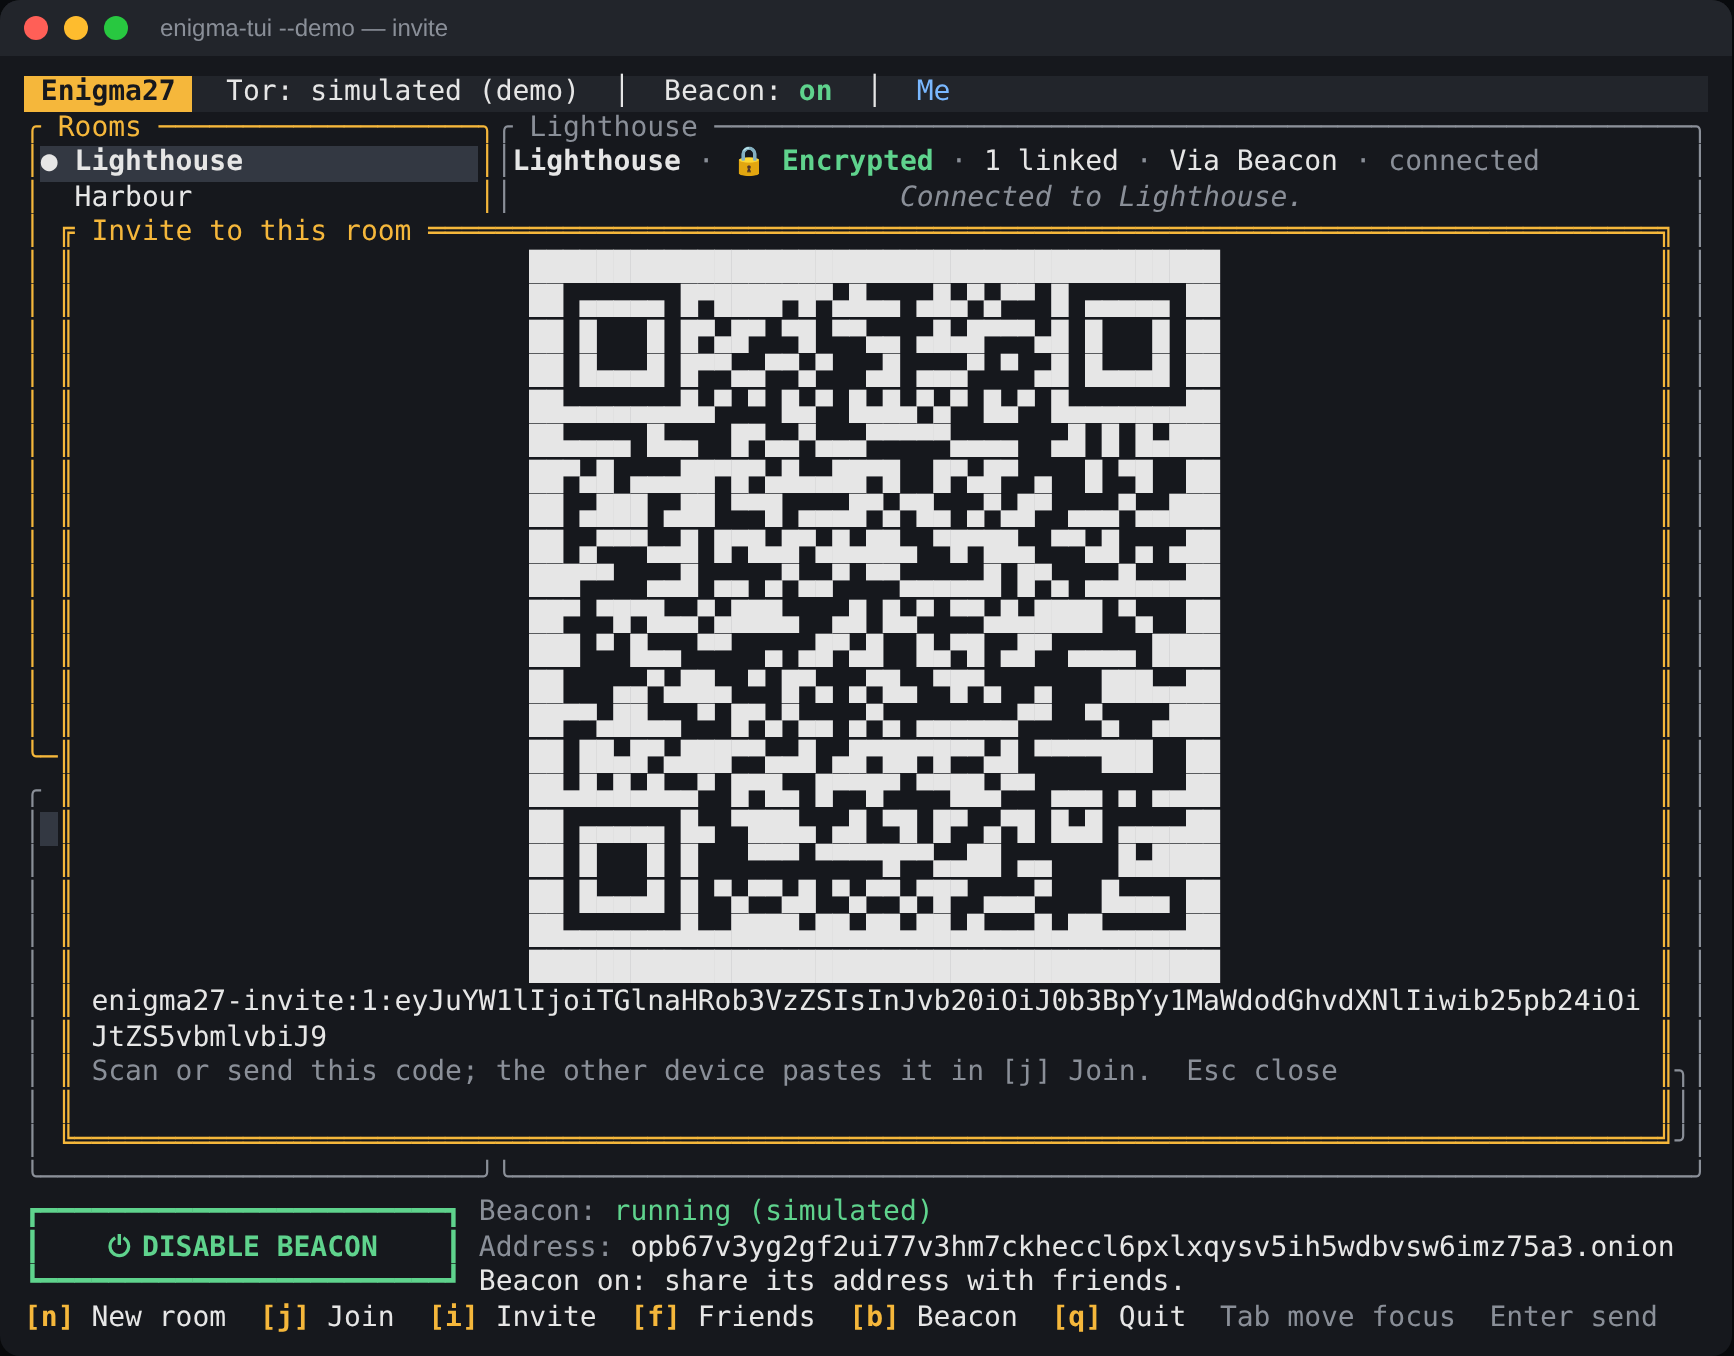 enigma-tui --demo — invite
Enigma27 Tor: simulated (demo) │ Beacon: on │ Me
Rooms
Lighthouse
● Lighthouse
Lighthouse · 🔒 Encrypted · 1 linked · Via Beacon · connected
Harbour
Connected to Lighthouse.
Invite to this room
enigma27-invite:1:eyJuYW1lIjoiTGlnaHRob3VzZSIsInJvb20iOiJ0b3BpYy1MaWdodGhvdXNlIiwib25pb24iOi
JtZS5vbmlvbiJ9
Scan or send this code; the other device pastes it in [j] Join. Esc close
Beacon: running (simulated)
⏻ DISABLE BEACON
Address: opb67v3yg2gf2ui77v3hm7ckheccl6pxlxqysv5ih5wdbvsw6imz75a3.onion
Beacon on: share its address with friends.
[n] New room [j] Join [i] Invite [f] Friends [b] Beacon [q] Quit Tab move focus Enter send